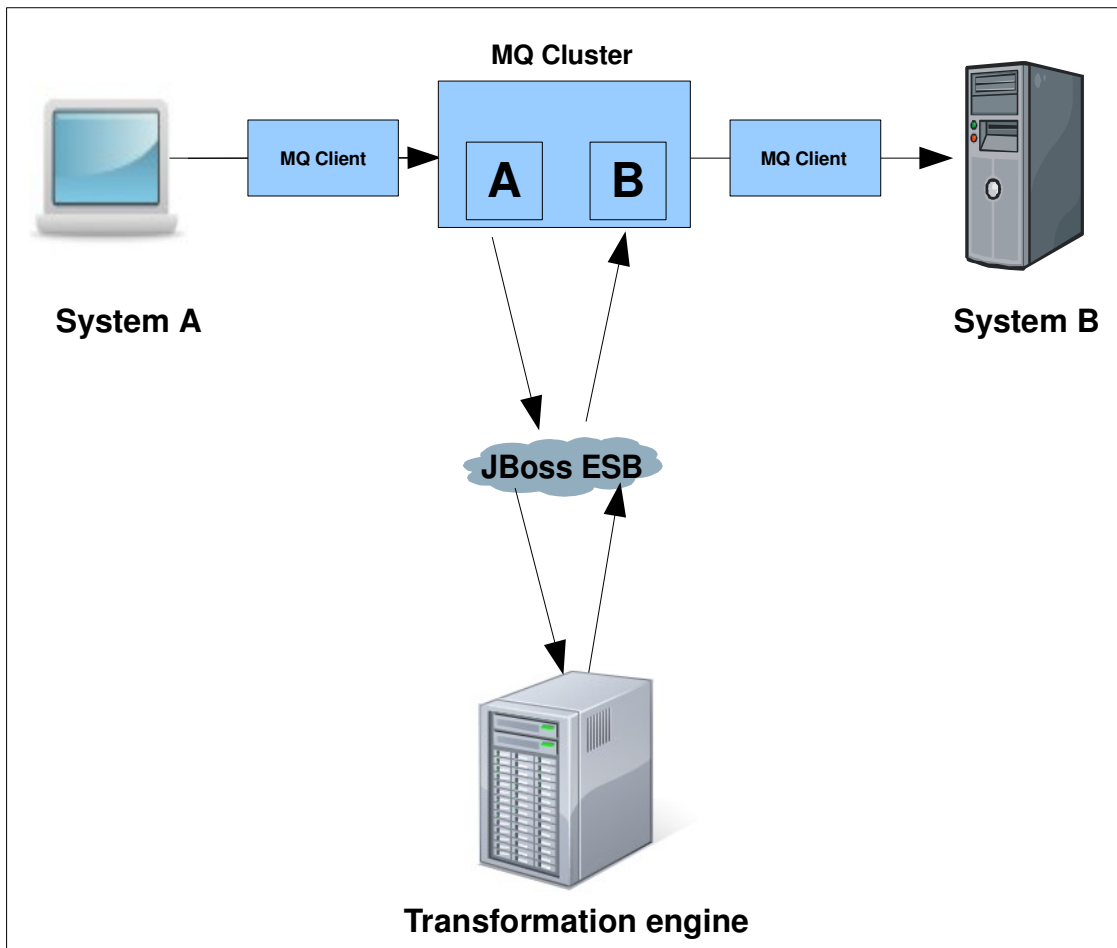 MQ Cluster
MQ Client
A
B
MQ Client
System A
System B
JBoss ESB
Transformation engine